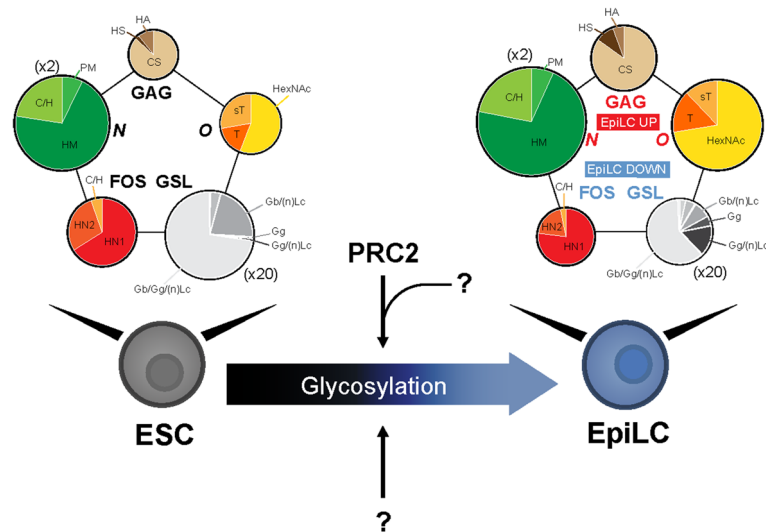 HA
HS
CS
(x2)
PM
C/H
HM
GAG
N
O
HexNAc
sT
T
FOS GSL
C/H
HN2
HN1
Gb/(n)Lc
Gg
Gg/(n)Lc
Gb/Gg/(n)Lc
(x20)
HA
HS
CS
(x2)
PM
C/H
HM
GAG
EpiLC UP
N
O
sT
T
HexNAc
EpiLC DOWN
FOS GSL
C/H
HN2
HN1
Gb/(n)Lc
Gg
Gg/(n)Lc
(x20)
Gb/Gg/(n)Lc
PRC2
?
Glycosylation
ESC
EpiLC
?